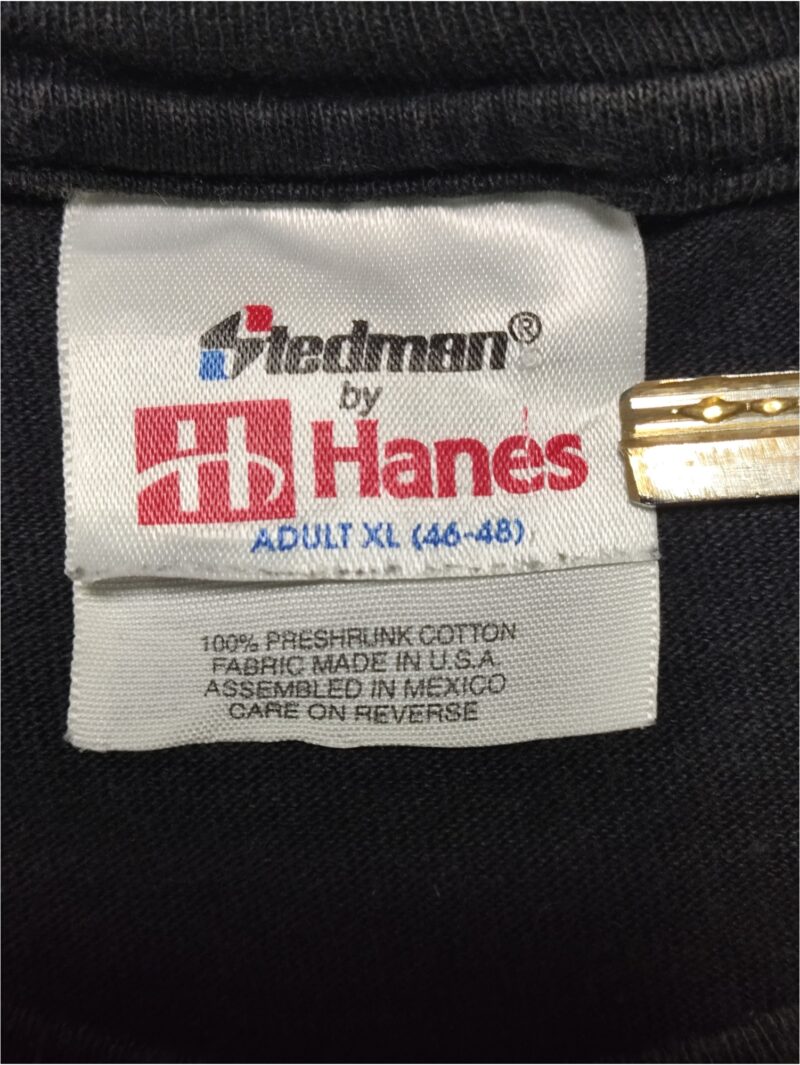 Stedman®
by
H Hanes
ADULT XL (46-48)
100% PRESHRUNK COTTON
FABRIC MADE IN U.S.A.
ASSEMBLED IN MEXICO
CARE ON REVERSE